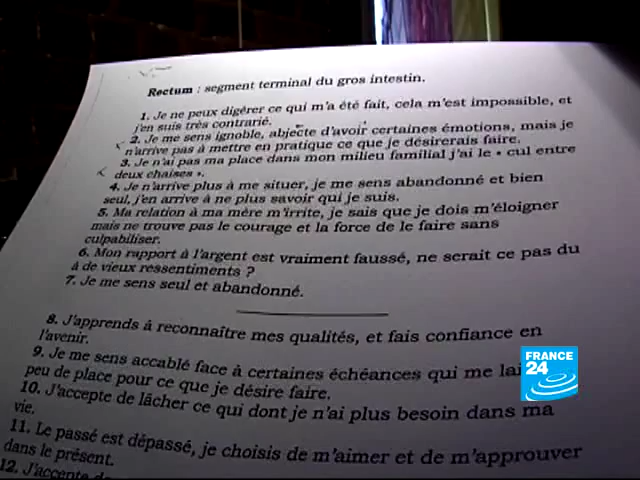 Rectum : segment terminal du gros intestin.
1. Je ne peux digérer ce qui m'a été fait, cela m'est impossible, et
j'en suis très contrarié.
2. Je me sens ignoble, abjecte d'avoir certaines émotions, mais je
n'arrive pas à mettre en pratique ce que je désirerais faire.
3. Je n'ai pas ma place dans mon milieu familial j'ai le « cul entre
deux chaises ».
4. Je n'arrive plus à me situer, je me sens abandonné et bien
seul, j'en arrive à ne plus savoir qui je suis.
5. Ma relation à ma mère m'irrite, je sais que je dois m'éloigner
mais ne trouve pas le courage et la force de le faire sans
culpabiliser.
6. Mon rapport à l'argent est vraiment faussé, ne serait ce pas du
à de vieux ressentiments ?
7. Je me sens seul et abandonné.
8. J'apprends à reconnaître mes qualités, et fais confiance en
l'avenir.
9. Je me sens accablé face à certaines échéances qui me
peu de place pour ce que je désire faire.
10. J'accepte de lâcher ce qui dont je n'ai plus besoin dans ma
vie.
11. Le passé est dépassé, je choisis de m'aimer et de m'approuver
dans le présent.
12. J'accepte
FRANCE
24